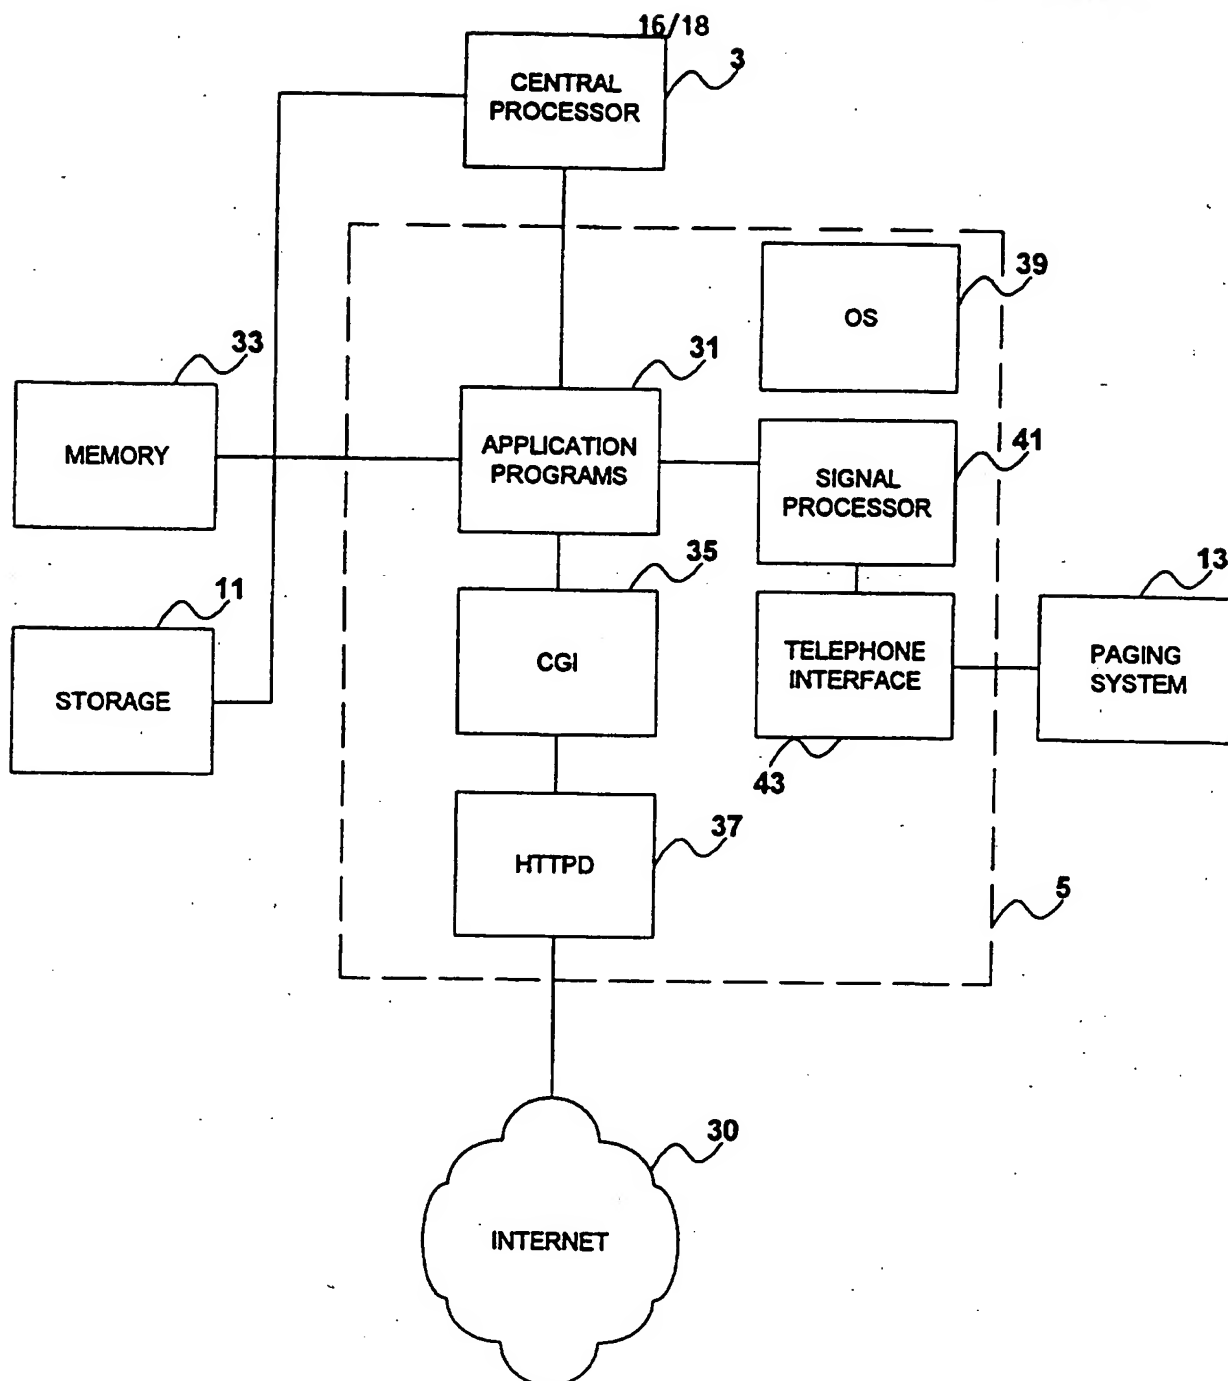 16/18
3
CENTRAL
PROCESSOR
39
OS
33
MEMORY
31
APPLICATION
PROGRAMS
41
SIGNAL
PROCESSOR
11
STORAGE
35
CGI
TELEPHONE
INTERFACE
43
13
PAGING
SYSTEM
37
HTTPD
5
30
INTERNET